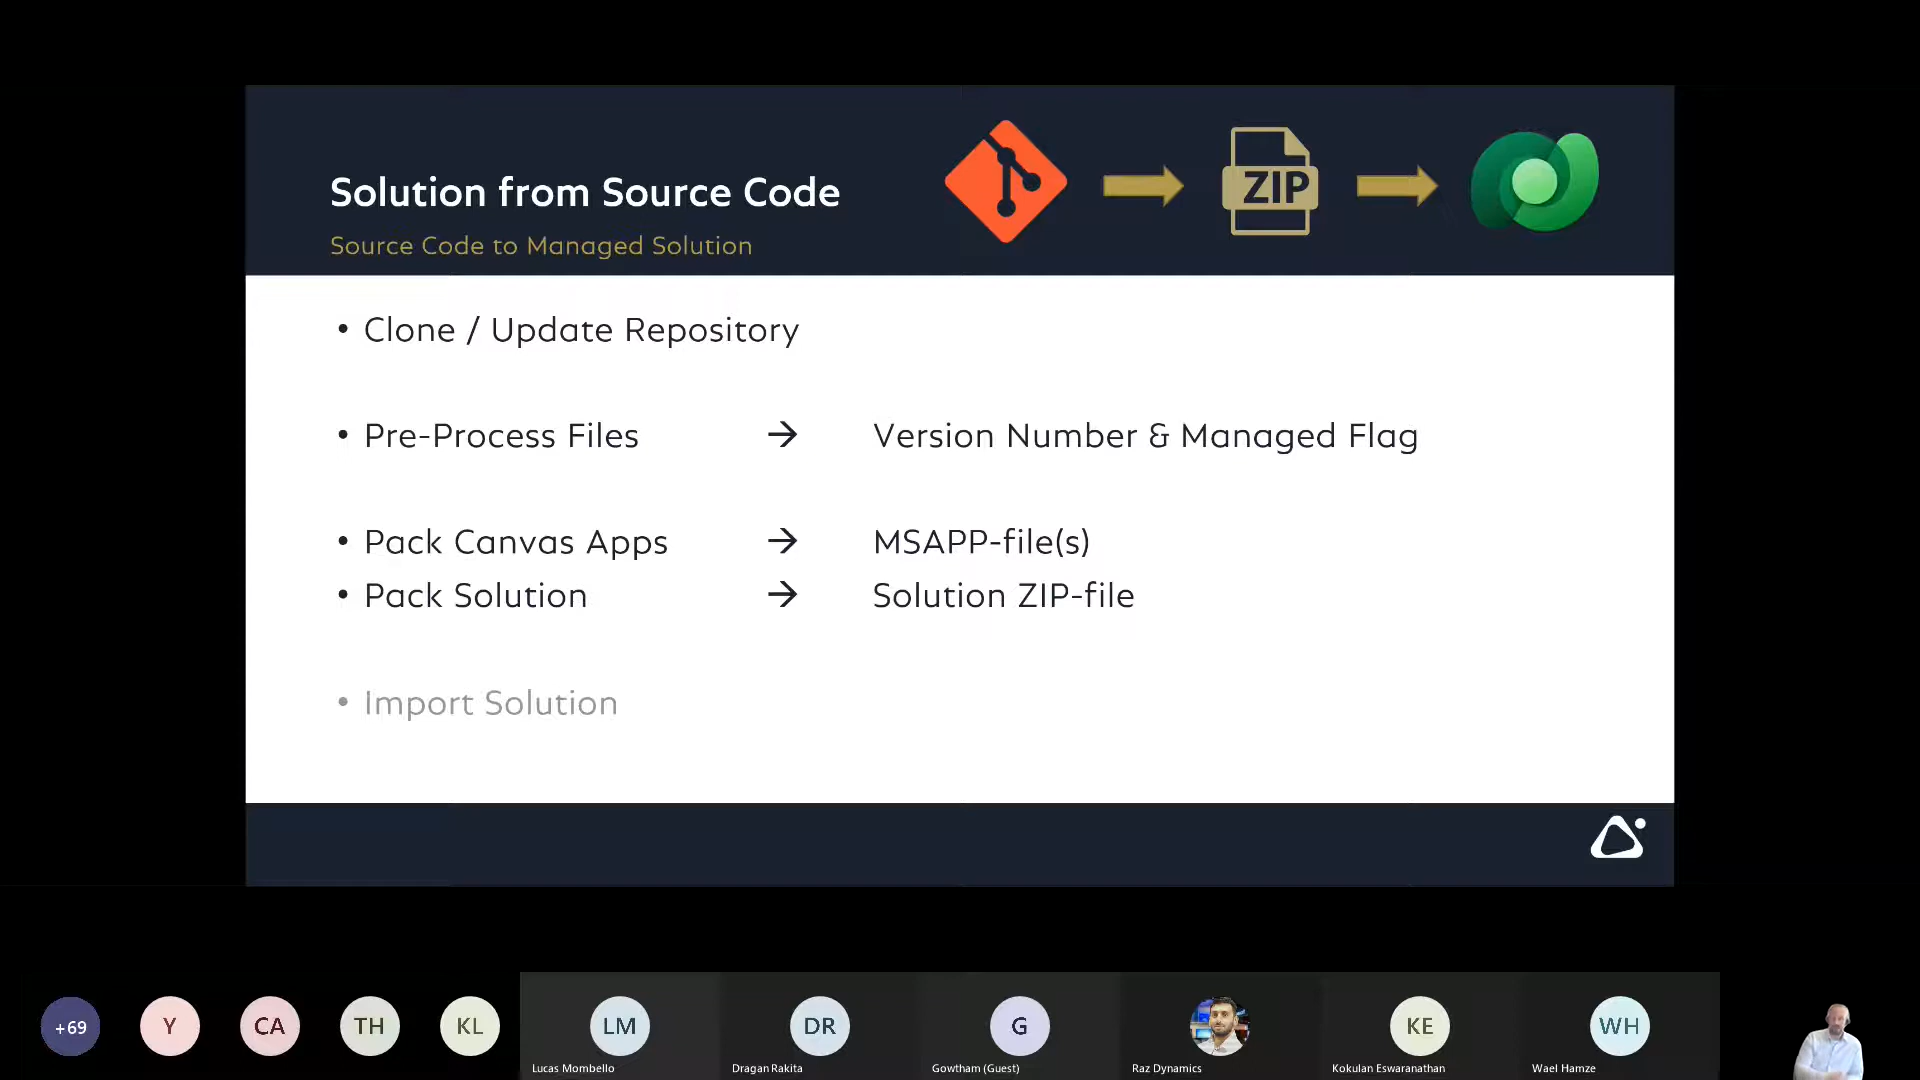 Solution from Source Code
Source Code to Managed Solution
ZIP
• Clone / Update Repository
• Pre-Process Files → Version Number & Managed Flag
• Pack Canvas Apps → MSAPP-file(s)
• Pack Solution → Solution ZIP-file
• Import Solution
+69
Y
CA
TH
KL
LM
DR
G
KE
WH
Lucas Mombello
Dragan Rakita
Gowtham (Guest)
Raz Dynamics
Kokulan Eswaranathan
Wael Hamze